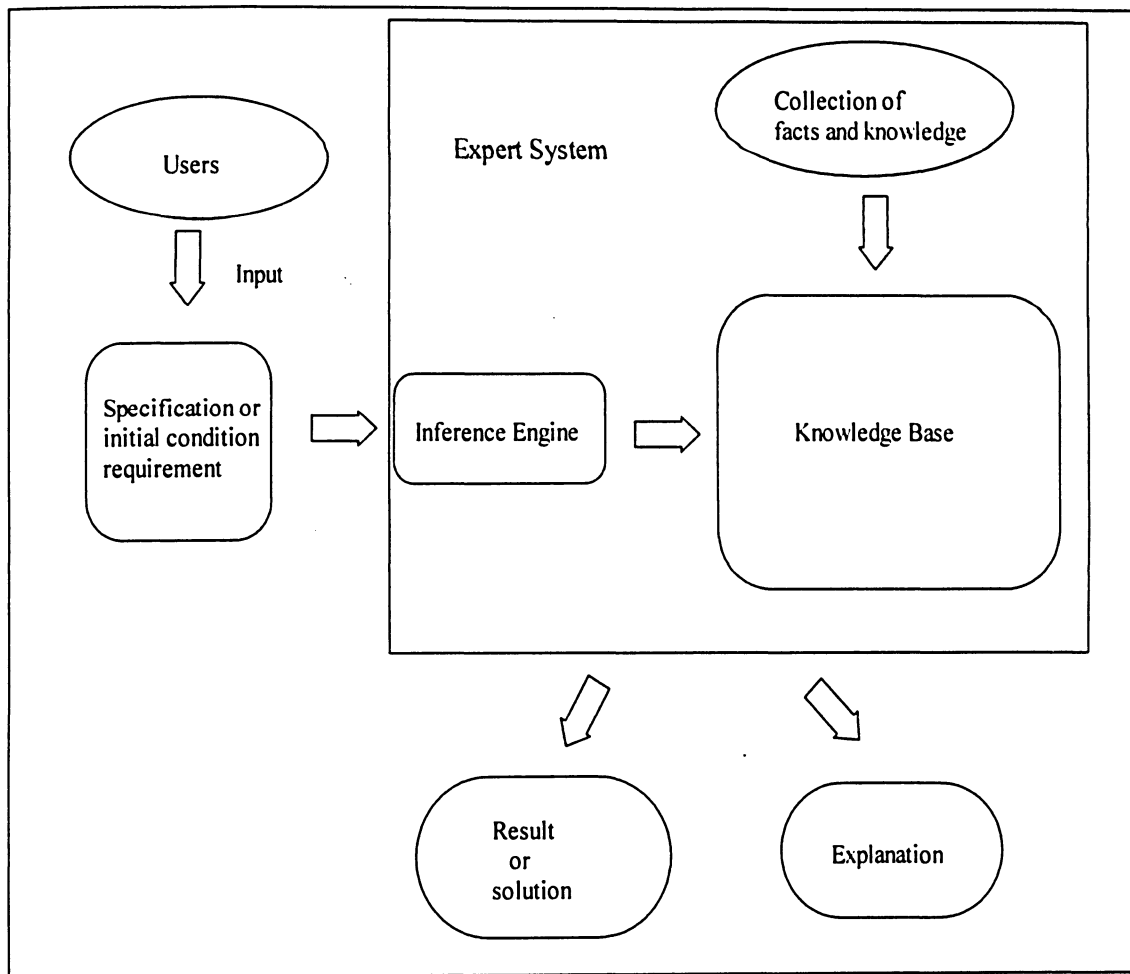 Users
Input
Specification or
initial condition
requirement
Expert System
Collection of
facts and knowledge
Inference Engine
Knowledge Base
Result
or
solution
Explanation